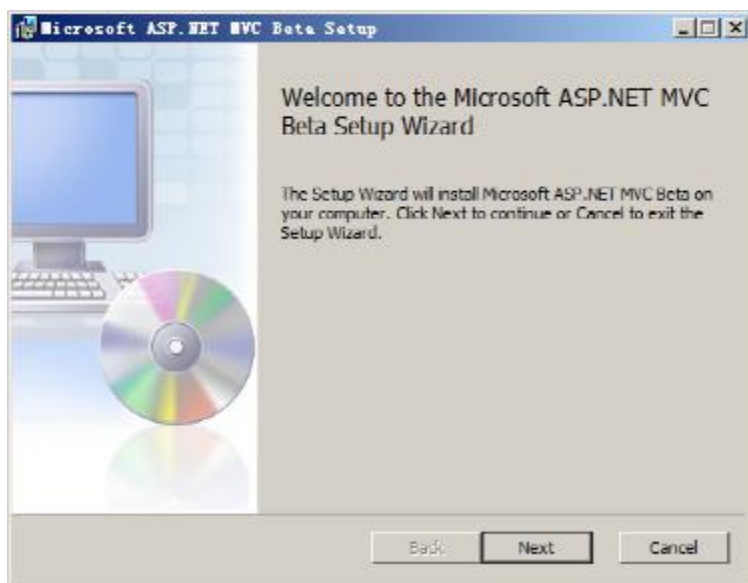 Microsoft ASP.NET MVC Beta Setup
Welcome to the Microsoft ASP.NET MVC
Beta Setup Wizard
The Setup Wizard will install Microsoft ASP.NET MVC Beta on
your computer. Click Next to continue or Cancel to exit the
Setup Wizard.
Back Next Cancel